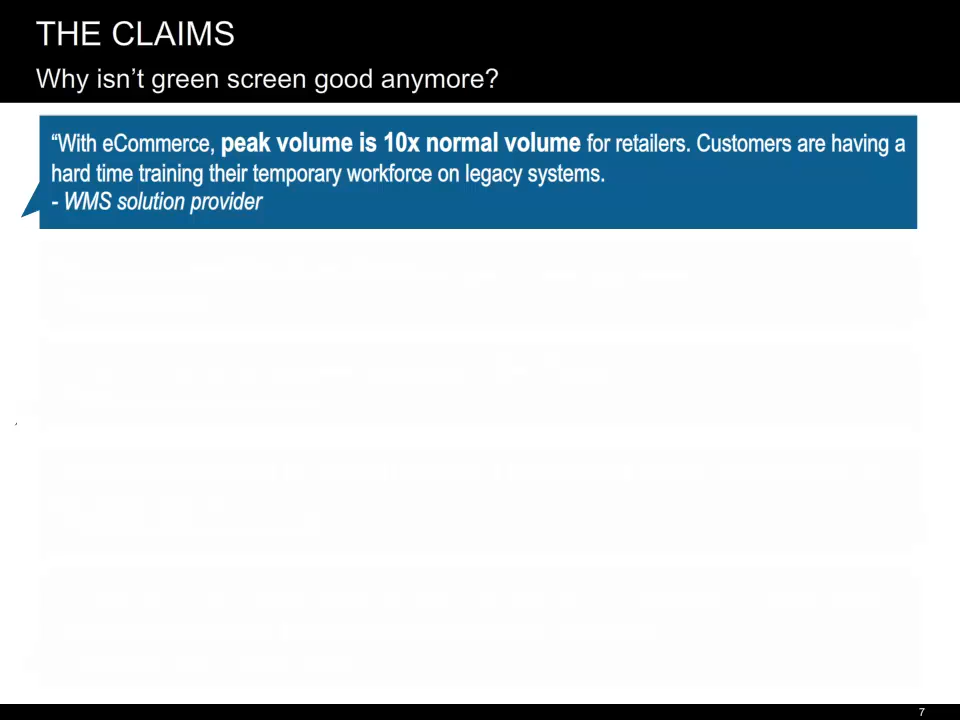 THE CLAIMS
Why isn’t green screen good anymore?
“With eCommerce, peak volume is 10x normal volume for retailers. Customers are having a
hard time training their temporary workforce on legacy systems.
- WMS solution provider
7